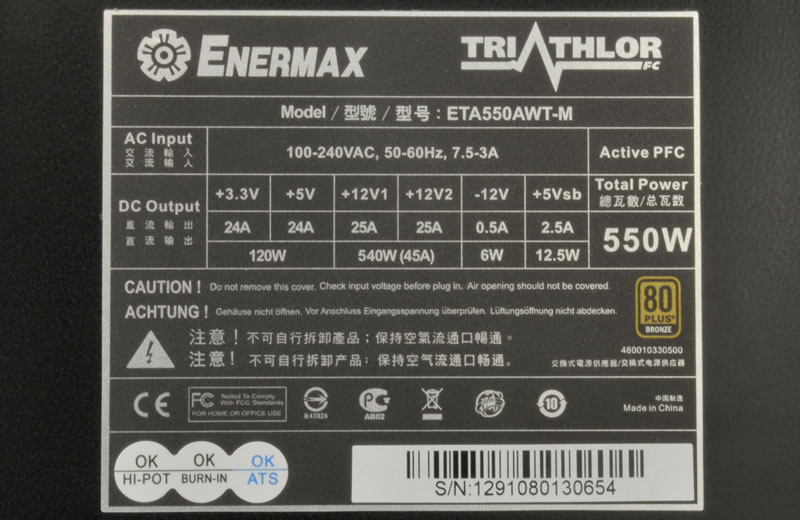 ENERMAX
TRIATHLOR
FC
Model / 型號 / 型号 : ETA550AWT-M
AC Input
交流輸入
交流输入
100-240VAC, 50-60Hz, 7.5-3A
Active PFC
DC Output
直流輸出
直流输出
+3.3V +5V +12V1 +12V2 -12V +5Vsb
24A 24A 25A 25A 0.5A 2.5A
120W 540W (45A) 6W 12.5W
Total Power
總瓦數/总瓦数
550W
CAUTION ! Do not remove this cover. Check input voltage before plug in. Air opening should not be covered.
ACHTUNG ! Gehäuse nicht öffnen. Vor Anschluss Eingangsspannung überprüfen. Lüftungsöffnung nicht abdecken.
注意！不可自行拆卸產品；保持空氣流通口暢通。
注意！不可自行拆卸产品；保持空气流通口畅通。
80
PLUS
BRONZE
460010330500
交換式電源供應器/交换式电源供应器
CE
FC Tested To Comply
With FCC Standards
FOR HOME OR OFFICE USE
R43928
PG
AB02
10
中国制造
Made in China
OK
HI-POT
OK
BURN-IN
OK
ATS
S/N:1291080130654